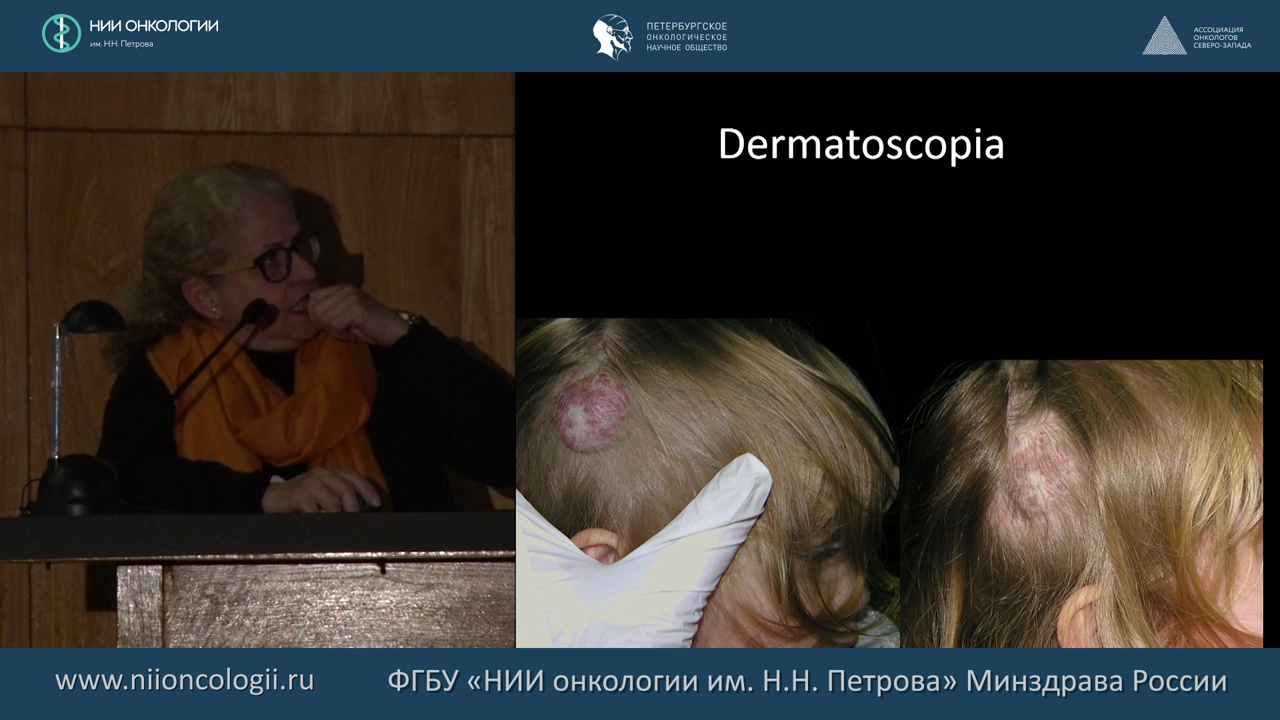 НИИ ОНКОЛОГИИ
им. Н.Н. Петрова
ПЕТЕРБУРГСКОЕ
ОНКОЛОГИЧЕСКОЕ
НАУЧНОЕ ОБЩЕСТВО
АССОЦИАЦИЯ
ОНКОЛОГОВ
СЕВЕРО-ЗАПАДА
Dermatoscopia
www.niioncologii.ru
ФГБУ «НИИ онкологии им. Н.Н. Петрова» Минздрава России